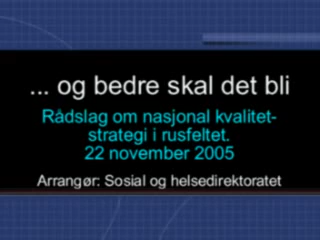 ... og bedre skal det bli
Rådslag om nasjonal kvalitet-
strategi i rusfeltet.
22 november 2005
Arrangør: Sosial og helsedirektoratet